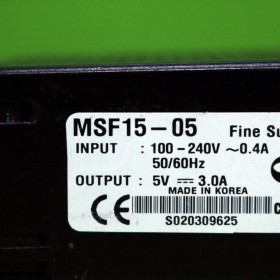 MSF15-05 Fine Su
INPUT : 100-240V ~0.4A
50/60Hz
OUTPUT : 5V ⎓ 3.0A
MADE IN KOREA
CE
S020309625